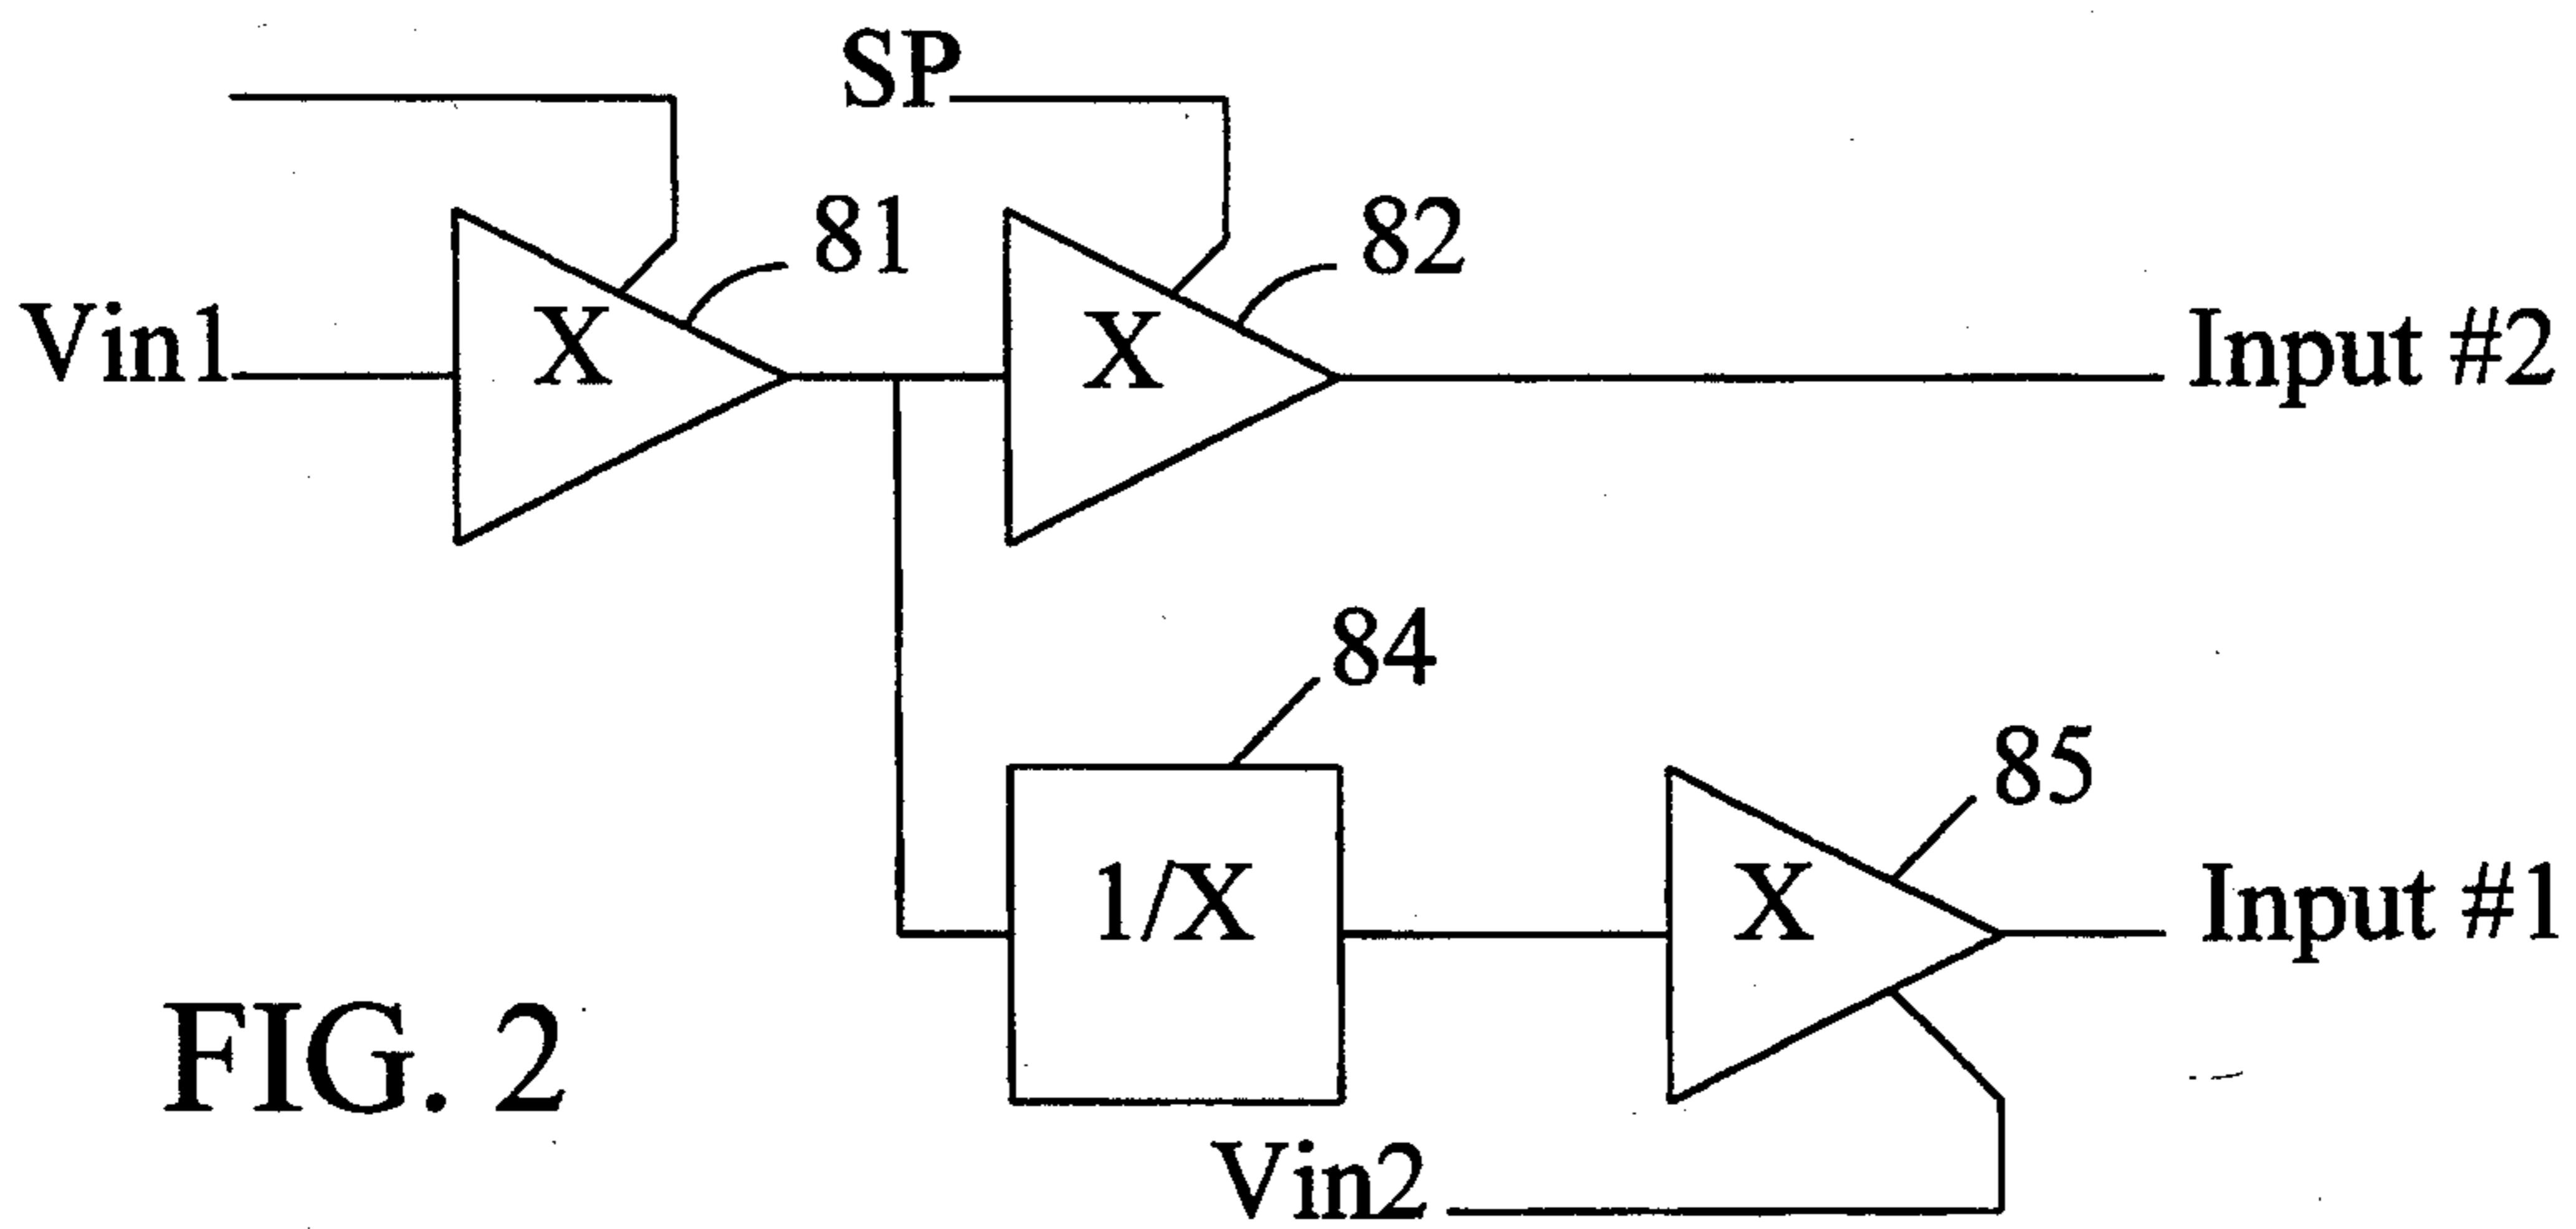 SP
81
82
Vin1
X
X
Input #2
84
85
1/X
X
Input #1
FIG. 2
Vin2